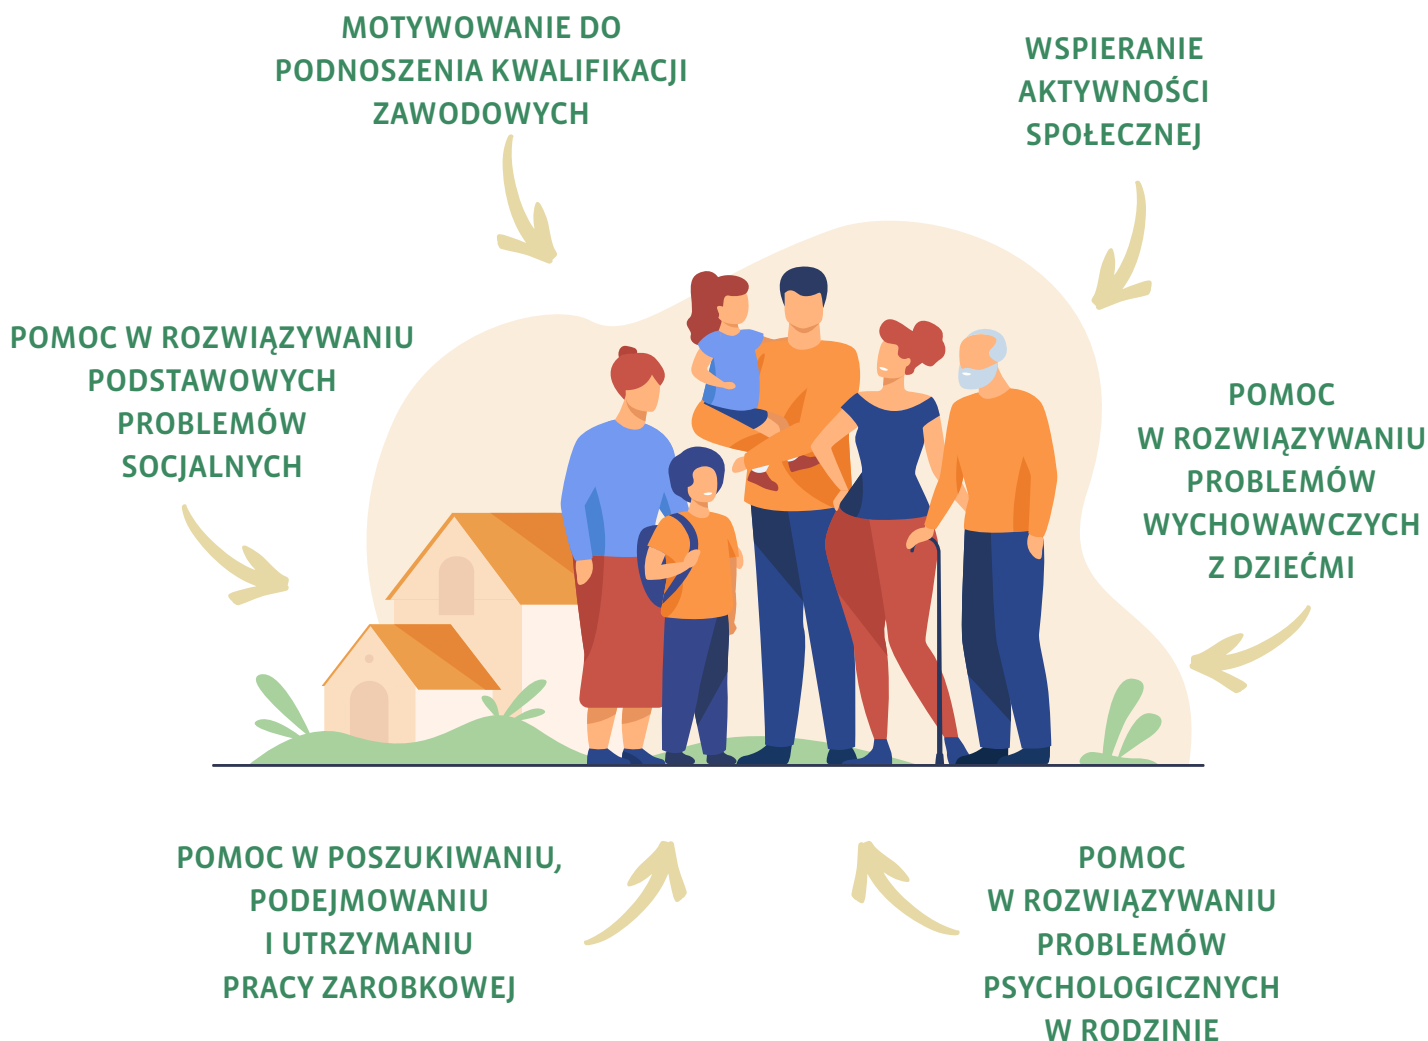 MOTYWOWANIE DO
PODNOSZENIA KWALIFIKACJI
ZAWODOWYCH
WSPIERANIE
AKTYWNOŚCI
SPOŁECZNEJ
POMOC W ROZWIĄZYWANIU
PODSTAWOWYCH
PROBLEMÓW
SOCJALNYCH
POMOC
W ROZWIĄZYWANIU
PROBLEMÓW
WYCHOWAWCZYCH
Z DZIEĆMI
POMOC W POSZUKIWANIU,
PODEJMOWANIU
I UTRZYMANIU
PRACY ZAROBKOWEJ
POMOC
W ROZWIĄZYWANIU
PROBLEMÓW
PSYCHOLOGICZNYCH
W RODZINIE